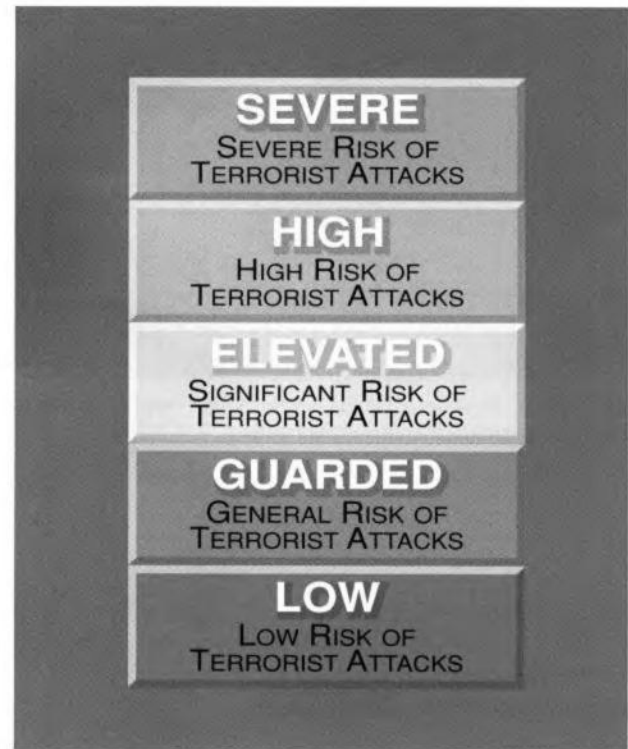 SEVERE
SEVERE RISK OF
TERRORIST ATTACKS
HIGH
HIGH RISK OF
TERRORIST ATTACKS
ELEVATED
SIGNIFICANT RISK OF
TERRORIST ATTACKS
GUARDED
GENERAL RISK OF
TERRORIST ATTACKS
LOW
LOW RISK OF
TERRORIST ATTACKS